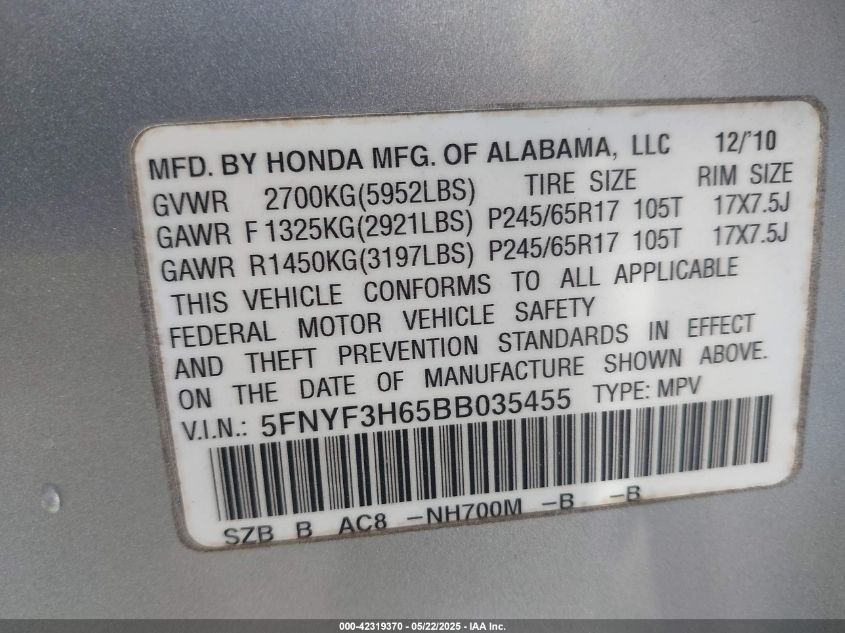 MFD. BY HONDA MFG. OF ALABAMA, LLC 12/'10
GVWR 2700KG(5952LBS) TIRE SIZE RIM SIZE
GAWR F 1325KG(2921LBS) P245/65R17 105T 17X7.5J
GAWR R1450KG(3197LBS) P245/65R17 105T 17X7.5J
THIS VEHICLE CONFORMS TO ALL APPLICABLE
FEDERAL MOTOR VEHICLE SAFETY
AND THEFT PREVENTION STANDARDS IN EFFECT
ON THE DATE OF MANUFACTURE SHOWN ABOVE.
V.I.N.: 5FNYF3H65BB035455 TYPE: MPV
SZB B AC8 -NH700M -B -B
000-42319370 - 05/22/2025 - IAA Inc.